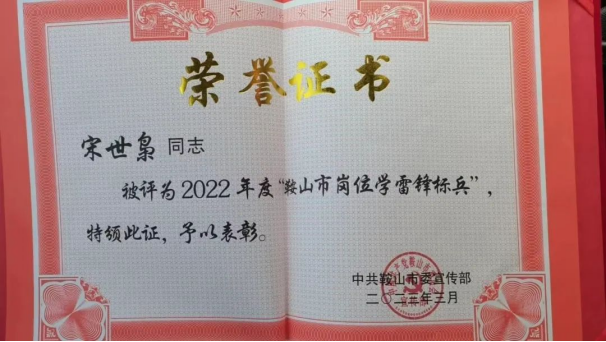 荣誉证书
宋世枭 同志
被评为2022年度“鞍山市岗位学雷锋标兵”，
特颁此证，予以表彰。
中共鞍山市委宣传部
二〇二三年三月